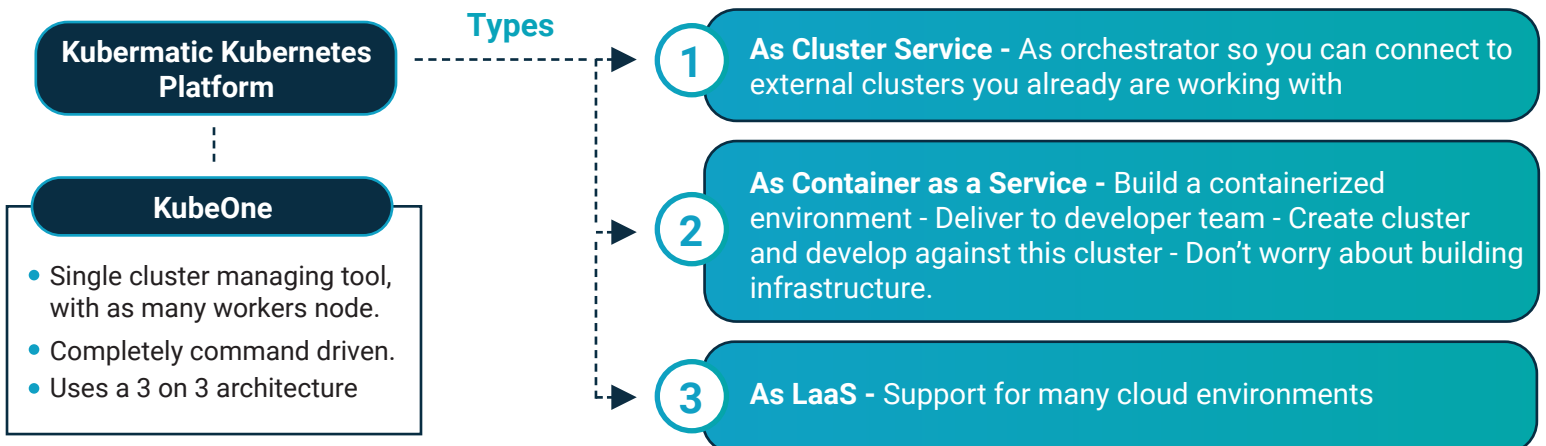 Kubermatic Kubernetes
Platform
KubeOne
• Single cluster managing tool,
with as many workers node.
• Completely command driven.
• Uses a 3 on 3 architecture
Types
1
As Cluster Service - As orchestrator so you can connect to
external clusters you already are working with
2
As Container as a Service - Build a containerized
environment - Deliver to developer team - Create cluster
and develop against this cluster - Don’t worry about building
infrastructure.
3
As LaaS - Support for many cloud environments